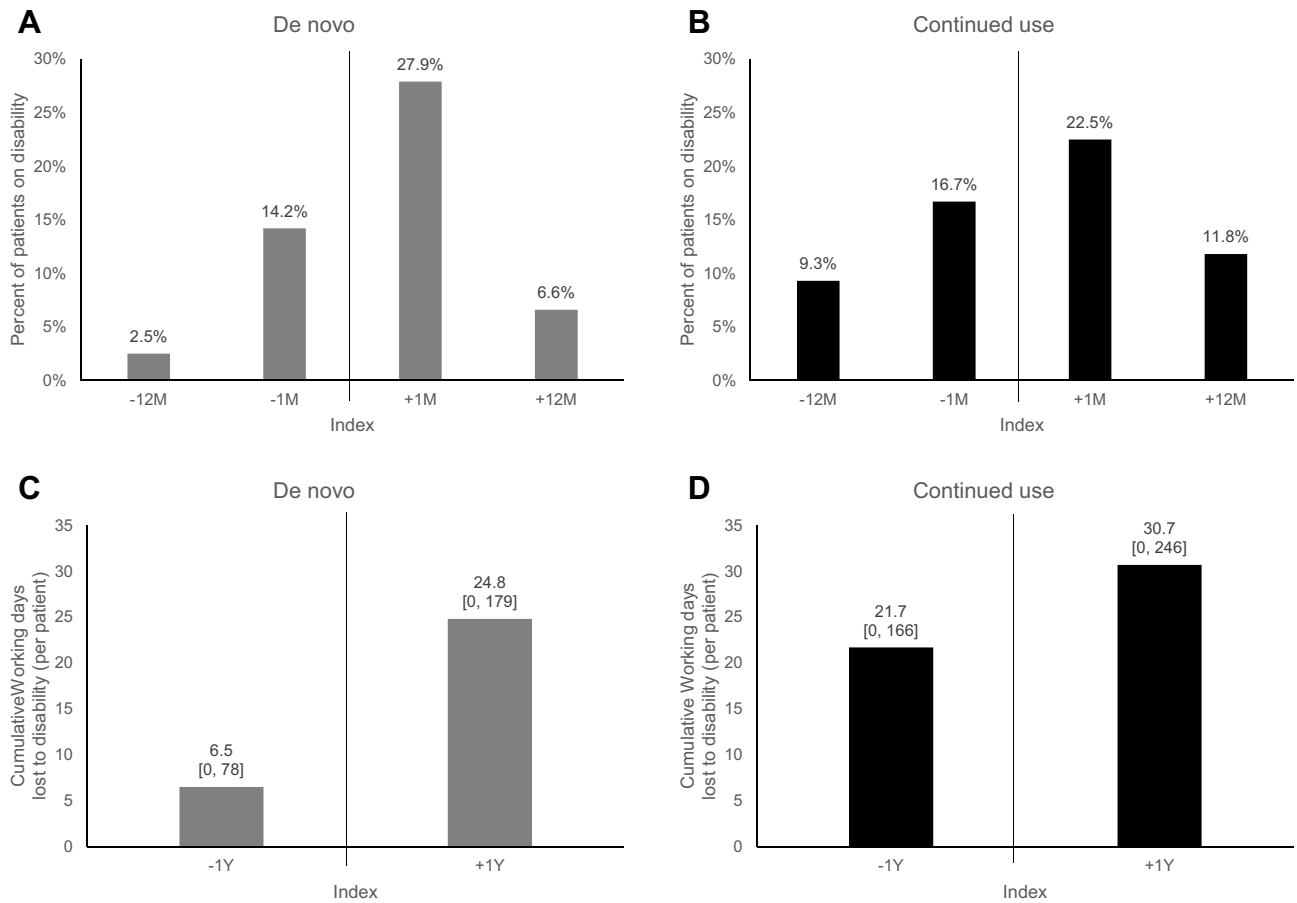 A
De novo
Percent of patients on disability
30%
25%
20%
15%
10%
5%
0%
2.5%
14.2%
27.9%
6.6%
-12M
-1M
+1M
+12M
Index
B
Continued use
Percent of patients on disability
30%
25%
20%
15%
10%
5%
0%
9.3%
16.7%
22.5%
11.8%
-12M
-1M
+1M
+12M
Index
C
De novo
CumulativeWorking days
lost to disability (per patient)
35
30
25
20
15
10
5
0
6.5
[0, 78]
24.8
[0, 179]
-1Y
+1Y
Index
D
Continued use
Cumulative Working days
lost to disability (per patient)
35
30
25
20
15
10
5
0
21.7
[0, 166]
30.7
[0, 246]
-1Y
+1Y
Index